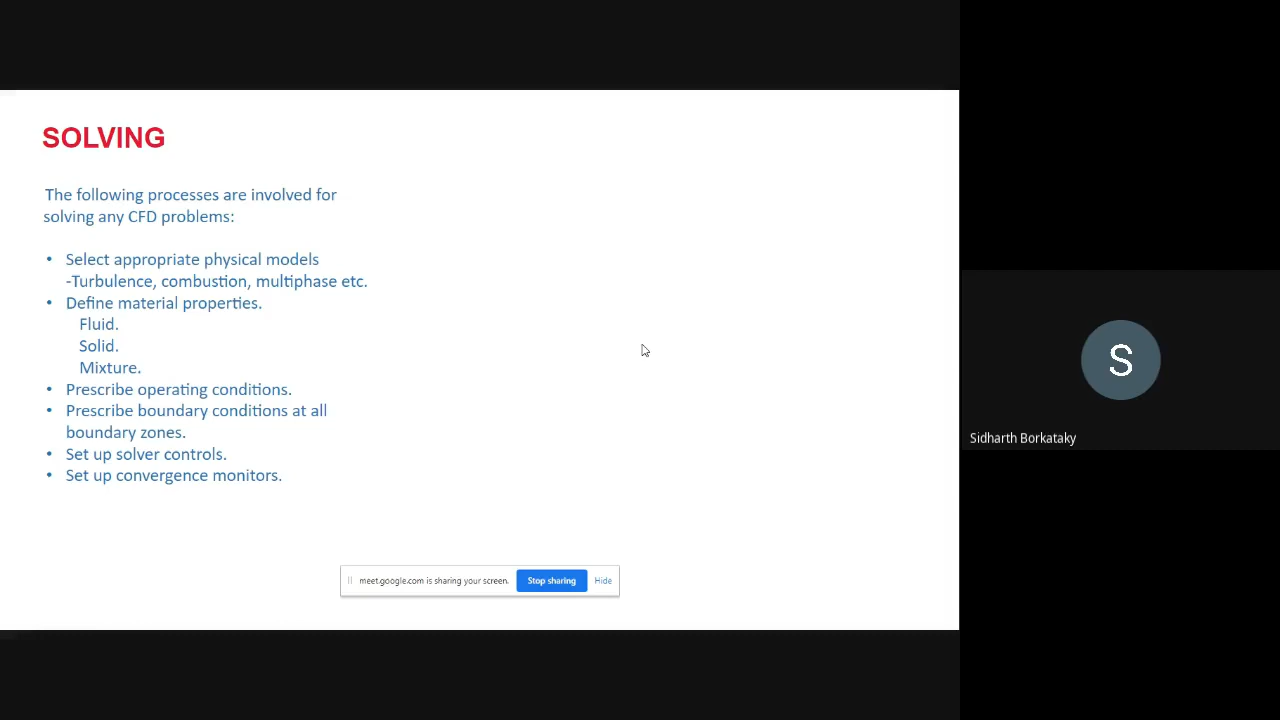 SOLVING
The following processes are involved for
solving any CFD problems:
• Select appropriate physical models
-Turbulence, combustion, multiphase etc.
• Define material properties.
Fluid.
Solid.
Mixture.
• Prescribe operating conditions.
• Prescribe boundary conditions at all
boundary zones.
• Set up solver controls.
• Set up convergence monitors.
meet.google.com is sharing your screen. Stop sharing Hide
S
Sidharth Borkataky